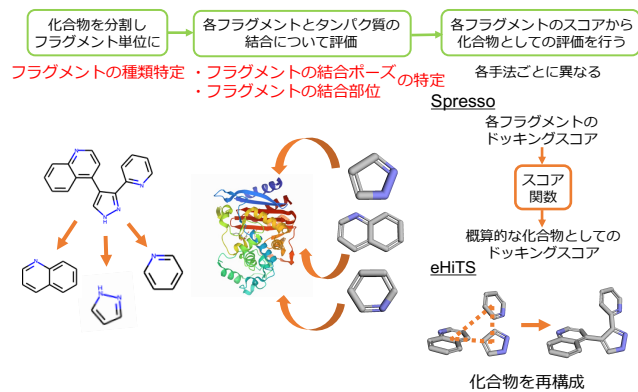 化合物を分割し
フラグメント単位に
各フラグメントとタンパク質の
結合について評価
各フラグメントのスコアから
化合物としての評価を行う
フラグメントの種類特定
・フラグメントの結合ポーズ
・フラグメントの結合部位
の特定
各手法ごとに異なる
Spresso
各フラグメントの
ドッキングスコア
スコア
関数
概算的な化合物としての
ドッキングスコア
eHiTS
化合物を再構成
N
N
N
N
H
N
N
H
N
N